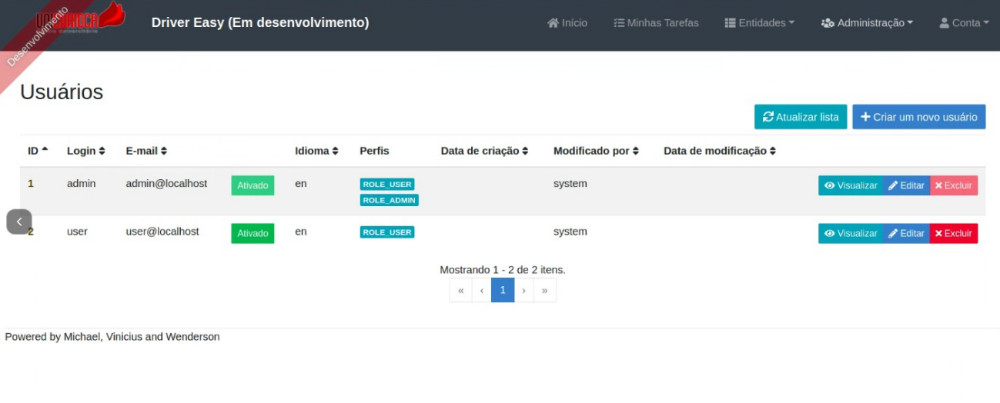 UNICARIOCA
Centro Universitário
Desenvolvimento
Driver Easy (Em desenvolvimento)
Início
Minhas Tarefas
Entidades
Administração
Conta
Usuários
Atualizar lista
Criar um novo usuário
ID Login E-mail Idioma Perfis Data de criação Modificado por Data de modificação
1 admin admin@localhost Ativado en ROLE_USER system Visualizar Editar Excluir
ROLE_ADMIN
2 user user@localhost Ativado en ROLE_USER system Visualizar Editar Excluir
Mostrando 1 - 2 de 2 itens.
« ‹ 1 › »
Powered by Michael, Vinicius and Wenderson